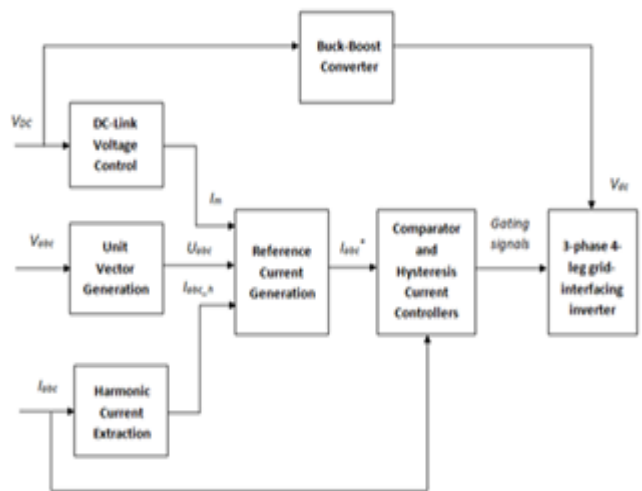 Buck-Boost
Converter
VDC
DC-Link
Voltage
Control
Im
Vdc
Vabc
Unit
Vector
Generation
Uabc
Iabc_h
Reference
Current
Generation
Iabc*
Comparator
and
Hysteresis
Current
Controllers
Gating
signals
3-phase 4-
leg grid-
interfacing
inverter
Iabc
Harmonic
Current
Extraction